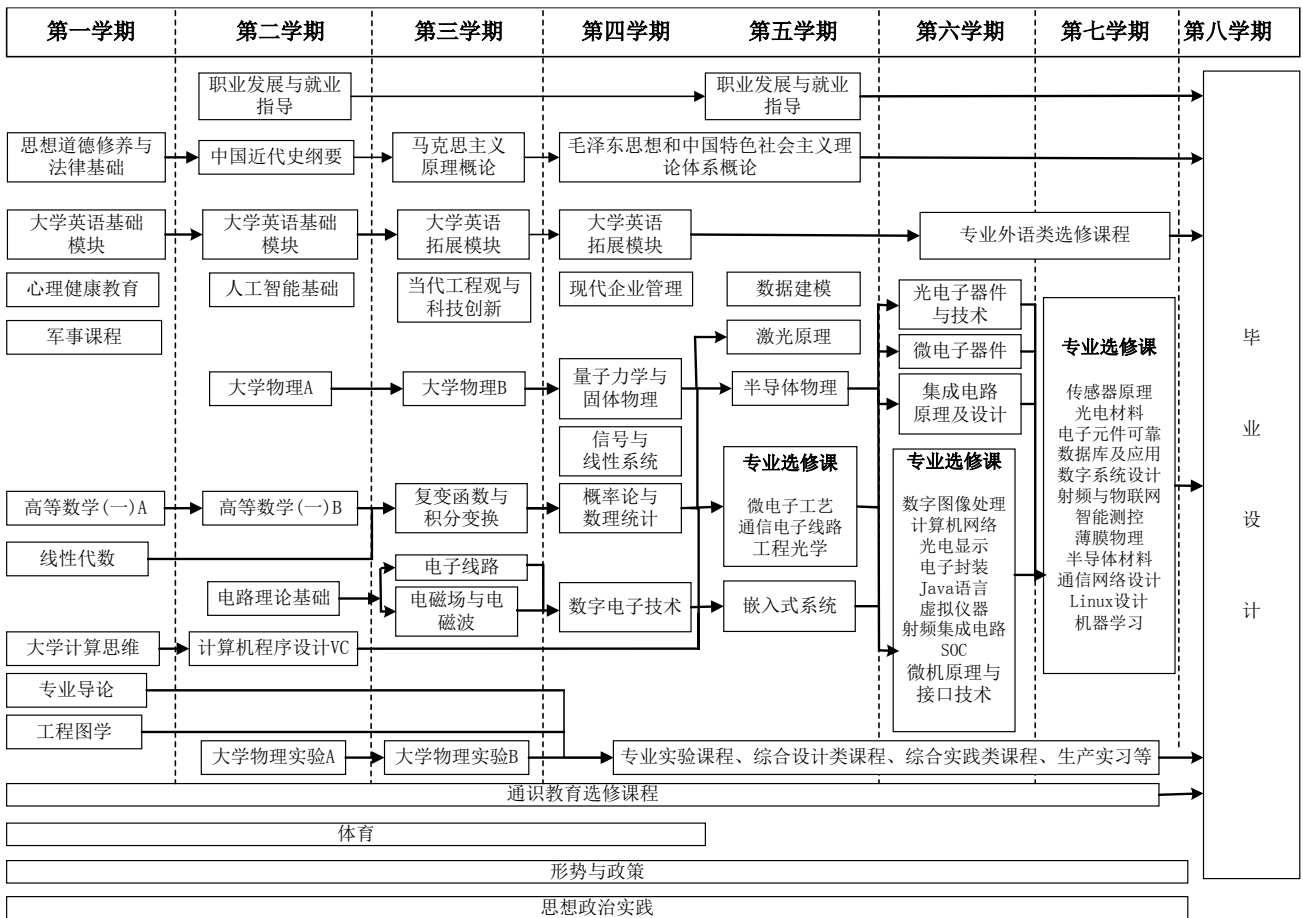 第一学期
第二学期
第三学期
第四学期
第五学期
第六学期
第七学期
第八学期
职业发展与就业
指导
职业发展与就业
指导
思想道德修养与
法律基础
中国近代史纲要
马克思主义
原理概论
毛泽东思想和中国特色社会主义理
论体系概论
大学英语基础
模块
大学英语基础
模块
大学英语
拓展模块
大学英语
拓展模块
专业外语类选修课程
心理健康教育
人工智能基础
当代工程观与
科技创新
现代企业管理
数据建模
光电子器件
与技术
军事课程
激光原理
微电子器件
大学物理A
大学物理B
量子力学与
固体物理
半导体物理
集成电路
原理及设计
信号与
线性系统
高等数学(一)A
高等数学(一)B
复变函数与
积分变换
概率论与
数理统计
专业选修课
微电子工艺
通信电子线路
工程光学
线性代数
电路理论基础
电子线路
电磁场与电
磁波
数字电子技术
嵌入式系统
专业选修课
数字图像处理
计算机网络
光电显示
电子封装
Java语言
虚拟仪器
射频集成电路
SOC
微机原理与
接口技术
专业选修课
传感器原理
光电材料
电子元件可靠
数据库及应用
数字系统设计
射频与物联网
智能测控
薄膜物理
半导体材料
通信网络设计
Linux设计
机器学习
大学计算思维
计算机程序设计VC
专业导论
工程图学
大学物理实验A
大学物理实验B
专业实验课程、综合设计类课程、综合实践类课程、生产实习等
通识教育选修课程
体育
形势与政策
思想政治实践
毕
业
设
计